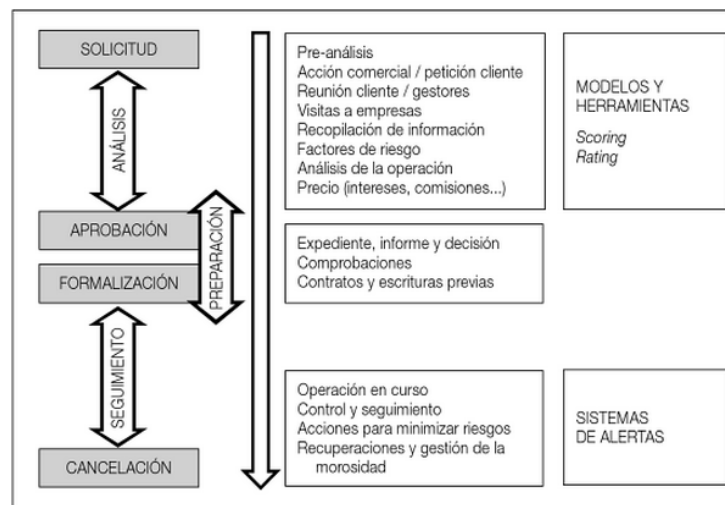 SOLICITUD
ANÁLISIS
APROBACIÓN
PREPARACIÓN
FORMALIZACIÓN
SEGUIMIENTO
CANCELACIÓN
Pre-análisis
Acción comercial / petición cliente
Reunión cliente / gestores
Visitas a empresas
Recopilación de información
Factores de riesgo
Análisis de la operación
Precio (intereses, comisiones...)
Expediente, informe y decisión
Comprobaciones
Contratos y escrituras previas
Operación en curso
Control y seguimiento
Acciones para minimizar riesgos
Recuperaciones y gestión de la
morosidad
MODELOS Y
HERRAMIENTAS
Scoring
Rating
SISTEMAS
DE ALERTAS